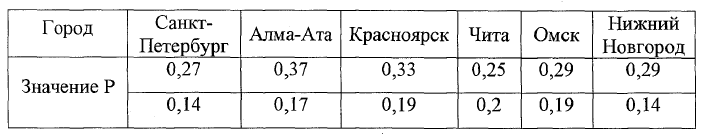 Город Санкт-Петербург Алма-Ата Красноярск Чита Омск Нижний Новгород
Значение Р 0,27 0,37 0,33 0,25 0,29 0,29
0,14 0,17 0,19 0,2 0,19 0,14